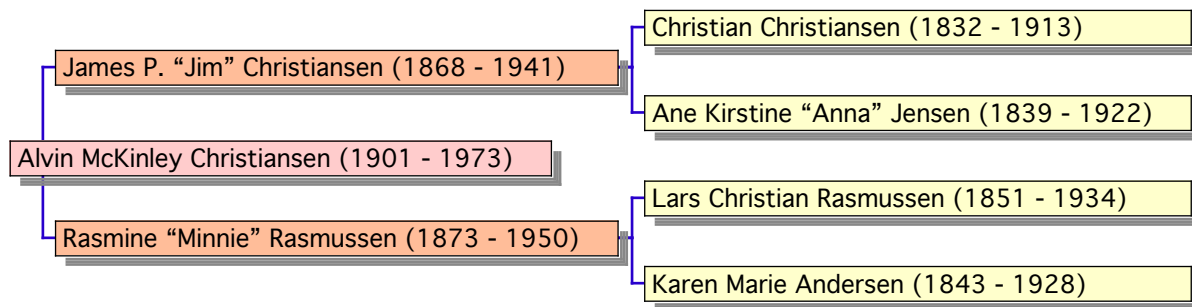 Christian Christiansen (1832 - 1913)
James P. “Jim” Christiansen (1868 - 1941)
Ane Kirstine “Anna” Jensen (1839 - 1922)
Alvin McKinley Christiansen (1901 - 1973)
Lars Christian Rasmussen (1851 - 1934)
Rasmine “Minnie” Rasmussen (1873 - 1950)
Karen Marie Andersen (1843 - 1928)